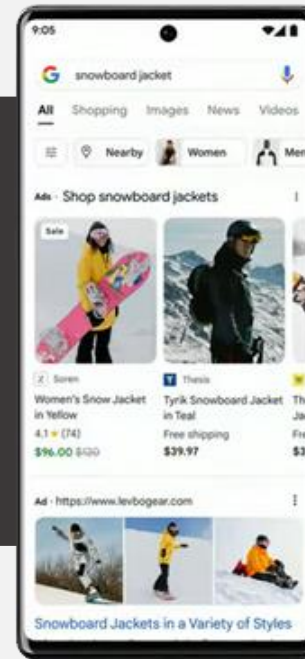 9:05
G snowboard jacket
All Shopping Images News Videos
Nearby Women Men
Ads · Shop snowboard jackets
Sale
Z Soren
T Thesis
Women's Snow Jacket
in Yellow
4.1 ★ (74)
$96.00 $120
Tyrik Snowboard Jacket
in Teal
Free shipping
$39.97
Ad · https://www.levbogear.com
Snowboard Jackets in a Variety of Styles